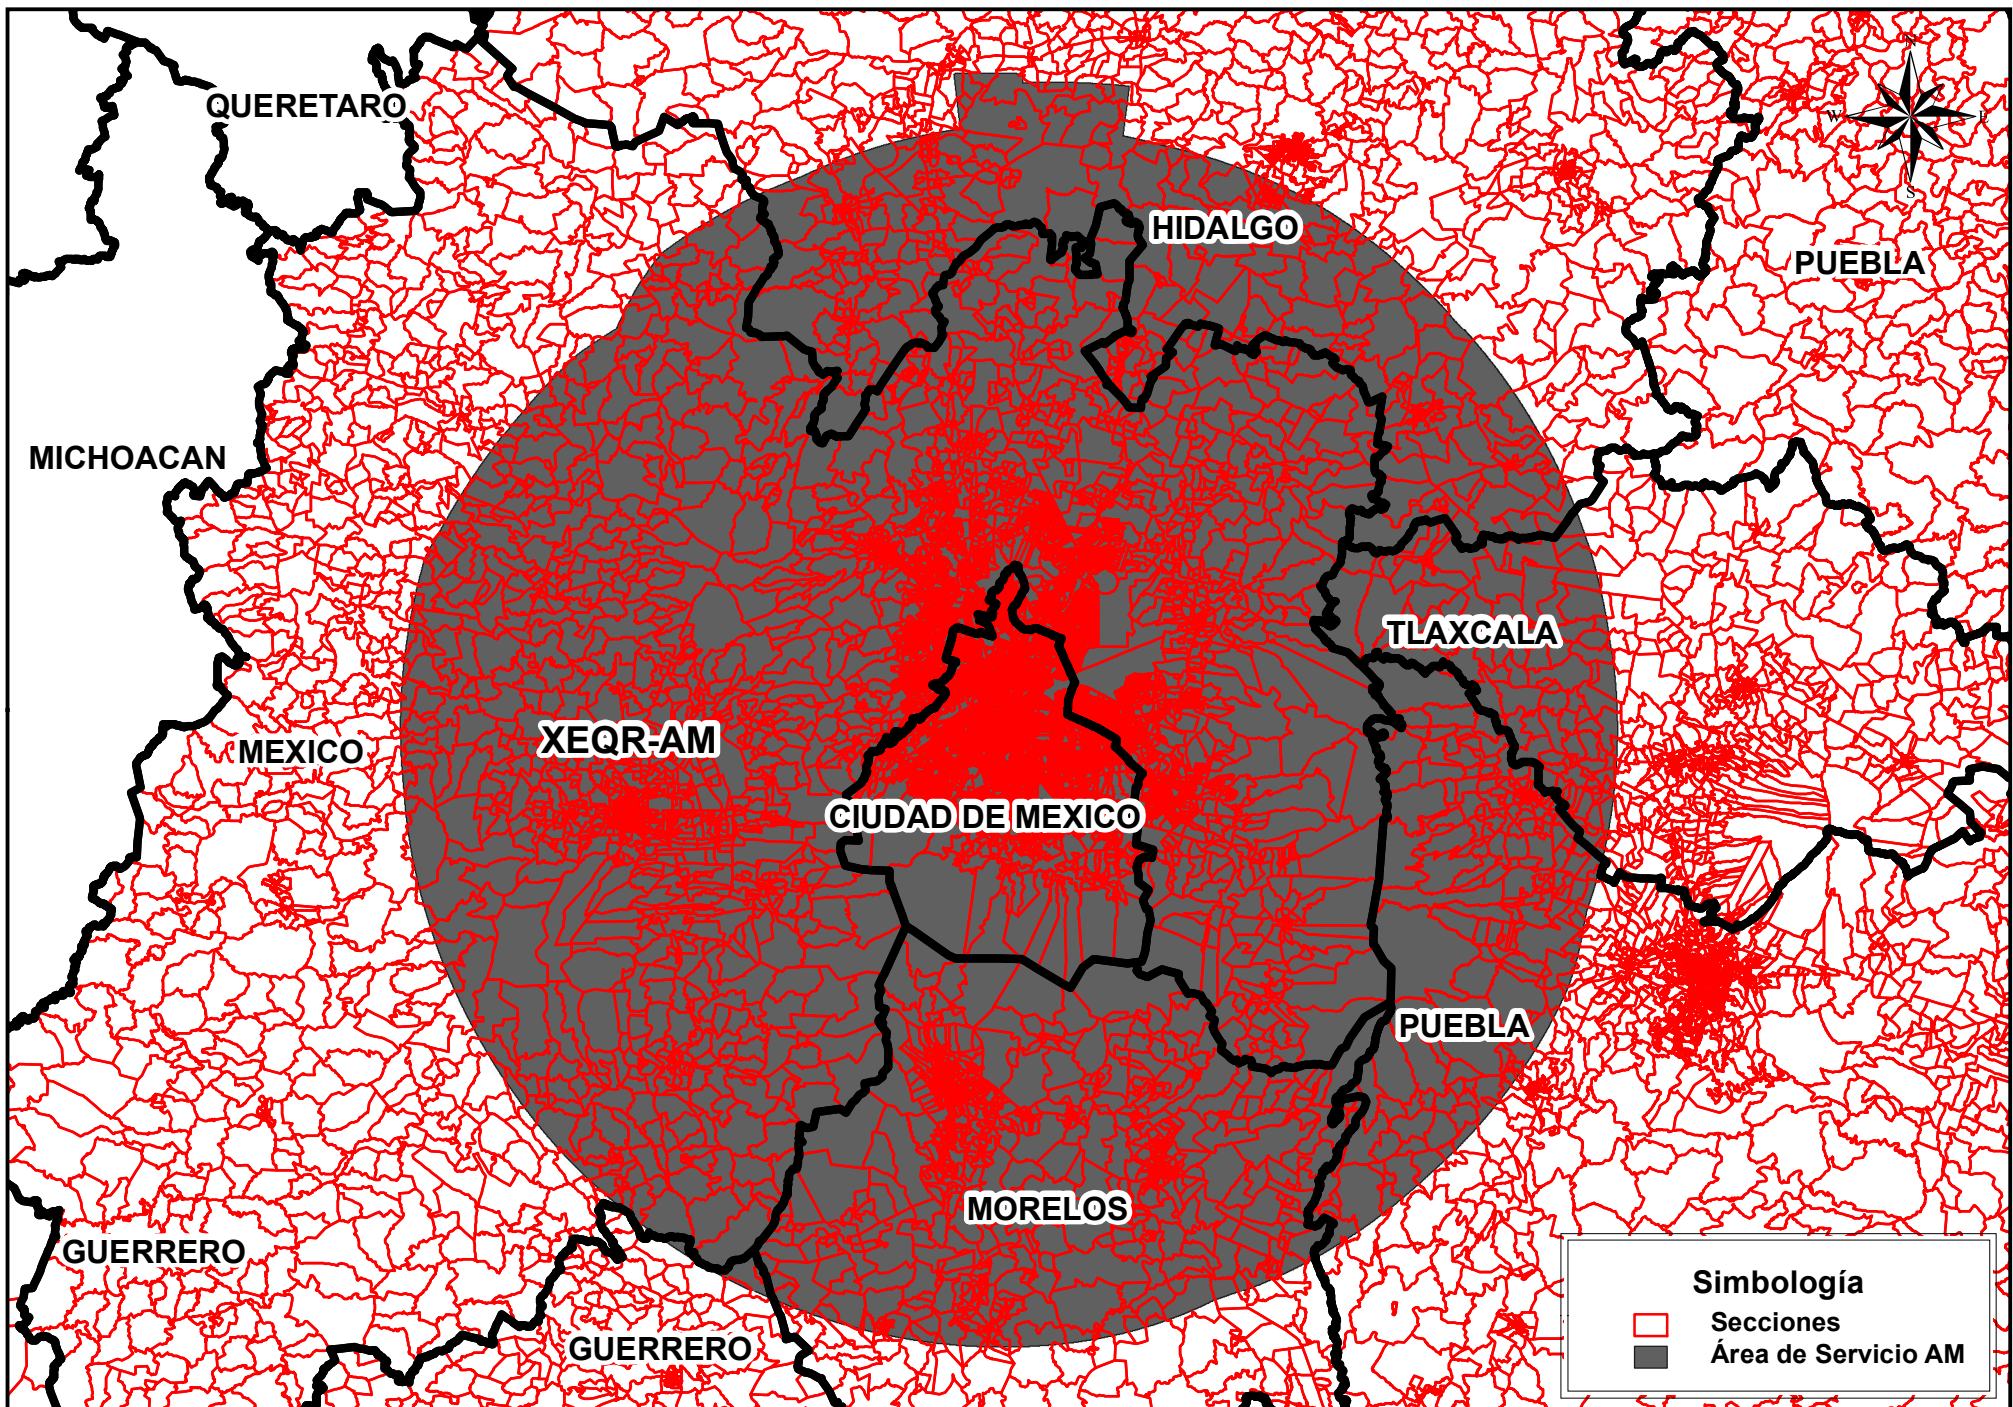 N
W
E
S
QUERETARO
HIDALGO
PUEBLA
MICHOACAN
TLAXCALA
XEQR-AM
MEXICO
CIUDAD DE MEXICO
PUEBLA
MORELOS
GUERRERO
GUERRERO
Simbología
Secciones
Área de Servicio AM